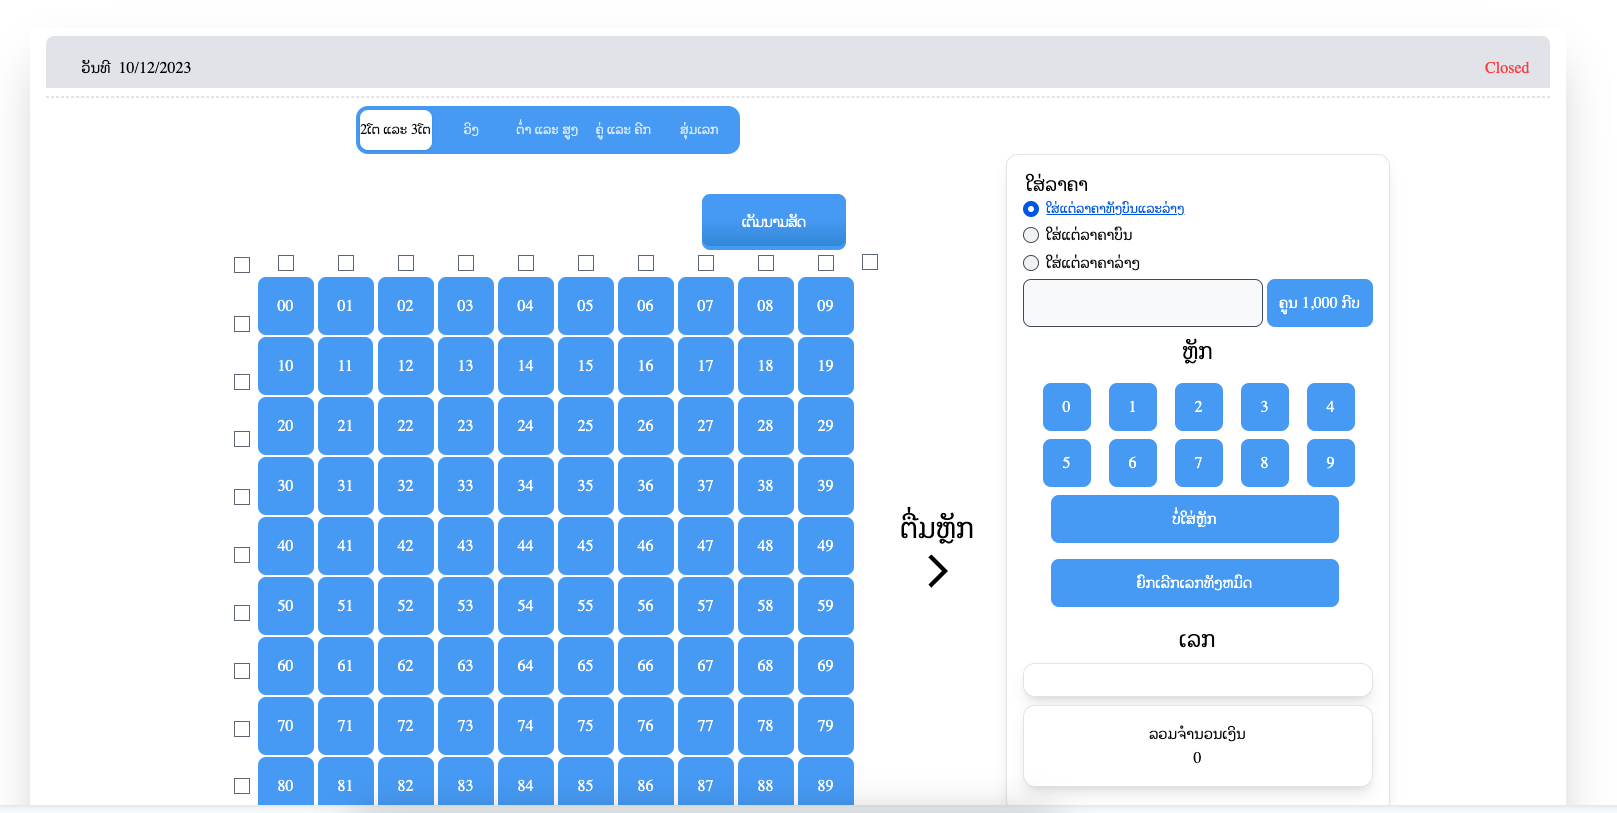 ວັນທີ 10/12/2023
Closed
2ໂຕ ແລະ 3ໂຕ ວິງ ຕ່ຳ ແລະ ສູງ ຄູ່ ແລະ ຄີກ ສຸ່ມເລກ
ເຕັມນາມສັດ
00 01 02 03 04 05 06 07 08 09
10 11 12 13 14 15 16 17 18 19
20 21 22 23 24 25 26 27 28 29
30 31 32 33 34 35 36 37 38 39
40 41 42 43 44 45 46 47 48 49
50 51 52 53 54 55 56 57 58 59
60 61 62 63 64 65 66 67 68 69
70 71 72 73 74 75 76 77 78 79
80 81 82 83 84 85 86 87 88 89
ຕື່ມຫຼັກ
ໃສ່ລາຄາ
ໃສ່ແຕ່ລາຄາທັງບົນແລະລ່າງ
ໃສ່ແຕ່ລາຄາບົນ
ໃສ່ແຕ່ລາຄາລ່າງ
ຄູນ 1,000 ກີບ
ຫຼັກ
0 1 2 3 4
5 6 7 8 9
ບໍ່ໃສ່ຫຼັກ
ຍົກເລີກເລກທັງຫມົດ
ເລກ
ລວມຈຳນວນເງິນ
0